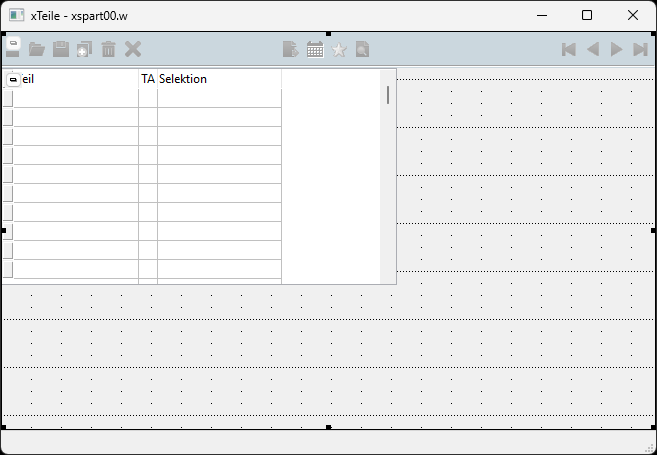 xTeile - xspart00.w
eil TA Selektion